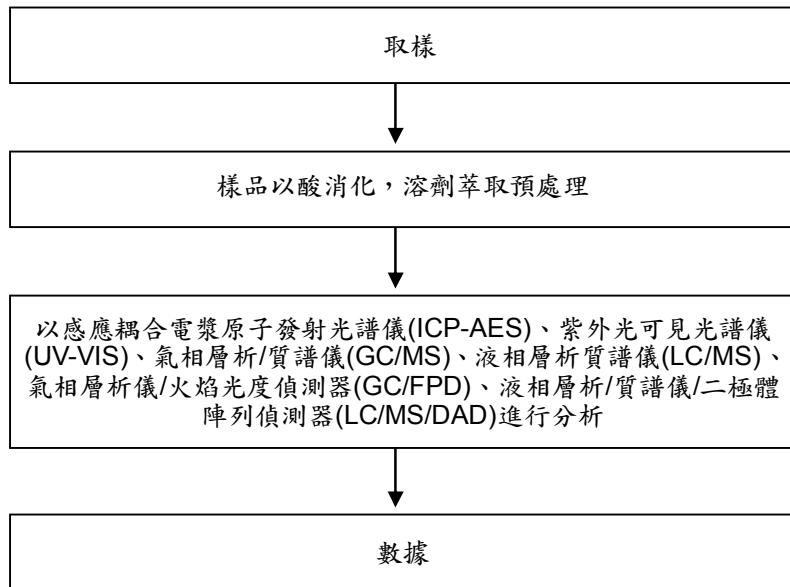 取樣
樣品以酸消化，溶劑萃取預處理
以感應耦合電漿原子發射光譜儀(ICP-AES)、紫外光可見光譜儀
(UV-VIS)、氣相層析/質譜儀(GC/MS)、液相層析質譜儀(LC/MS)、
氣相層析儀/火焰光度偵測器(GC/FPD)、液相層析/質譜儀/二極體
陣列偵測器(LC/MS/DAD)進行分析
數據